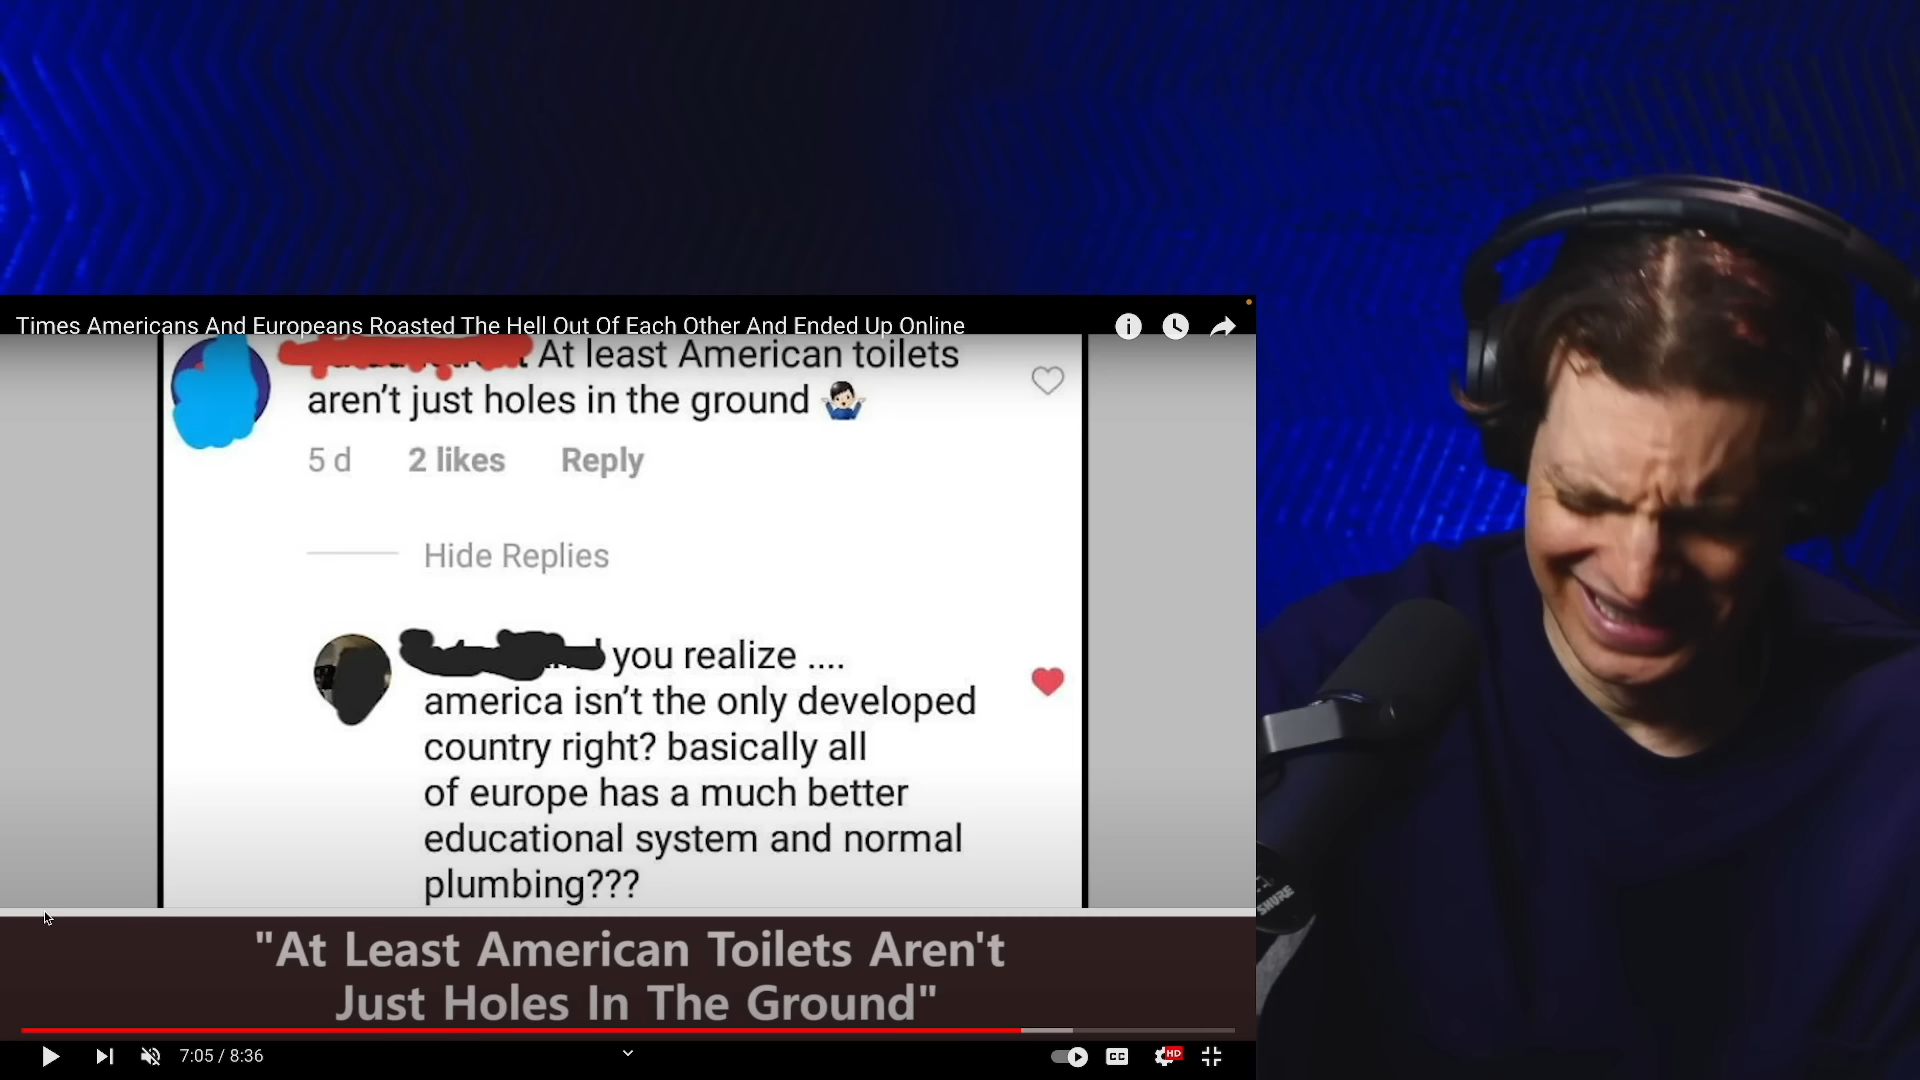 Times Americans And Europeans Roasted The Hell Out Of Each Other And Ended Up Online
At least American toilets
aren’t just holes in the ground 🤷🏻‍♂️
5 d 2 likes Reply
Hide Replies
you realize ....
america isn’t the only developed
country right? basically all
of europe has a much better
educational system and normal
plumbing???
"At Least American Toilets Aren't
Just Holes In The Ground"
7:05 / 8:36
CC
HD
SHURE